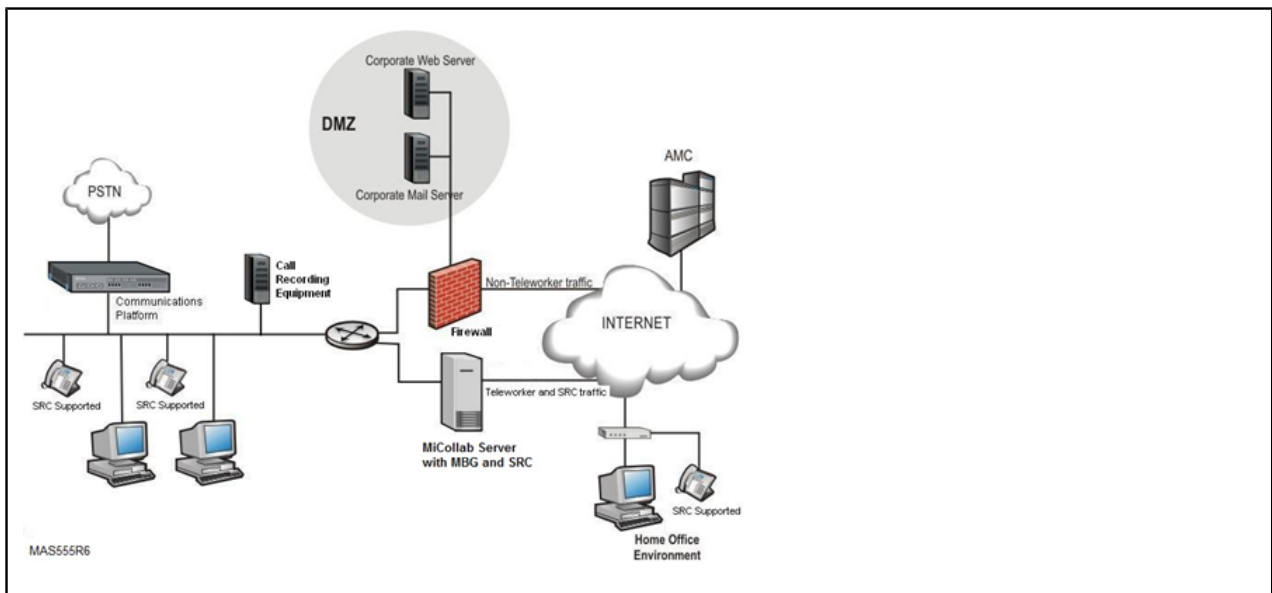 Corporate Web Server
DMZ
Corporate Mail Server
AMC
PSTN
Call
Recording
Equipment
Communications
Platform
Non-Teleworker traffic
INTERNET
Firewall
SRC Supported
SRC Supported
Teleworker and SRC traffic
MiCollab Server
with MBG and SRC
SRC Supported
Home Office
Environment
MAS555R6